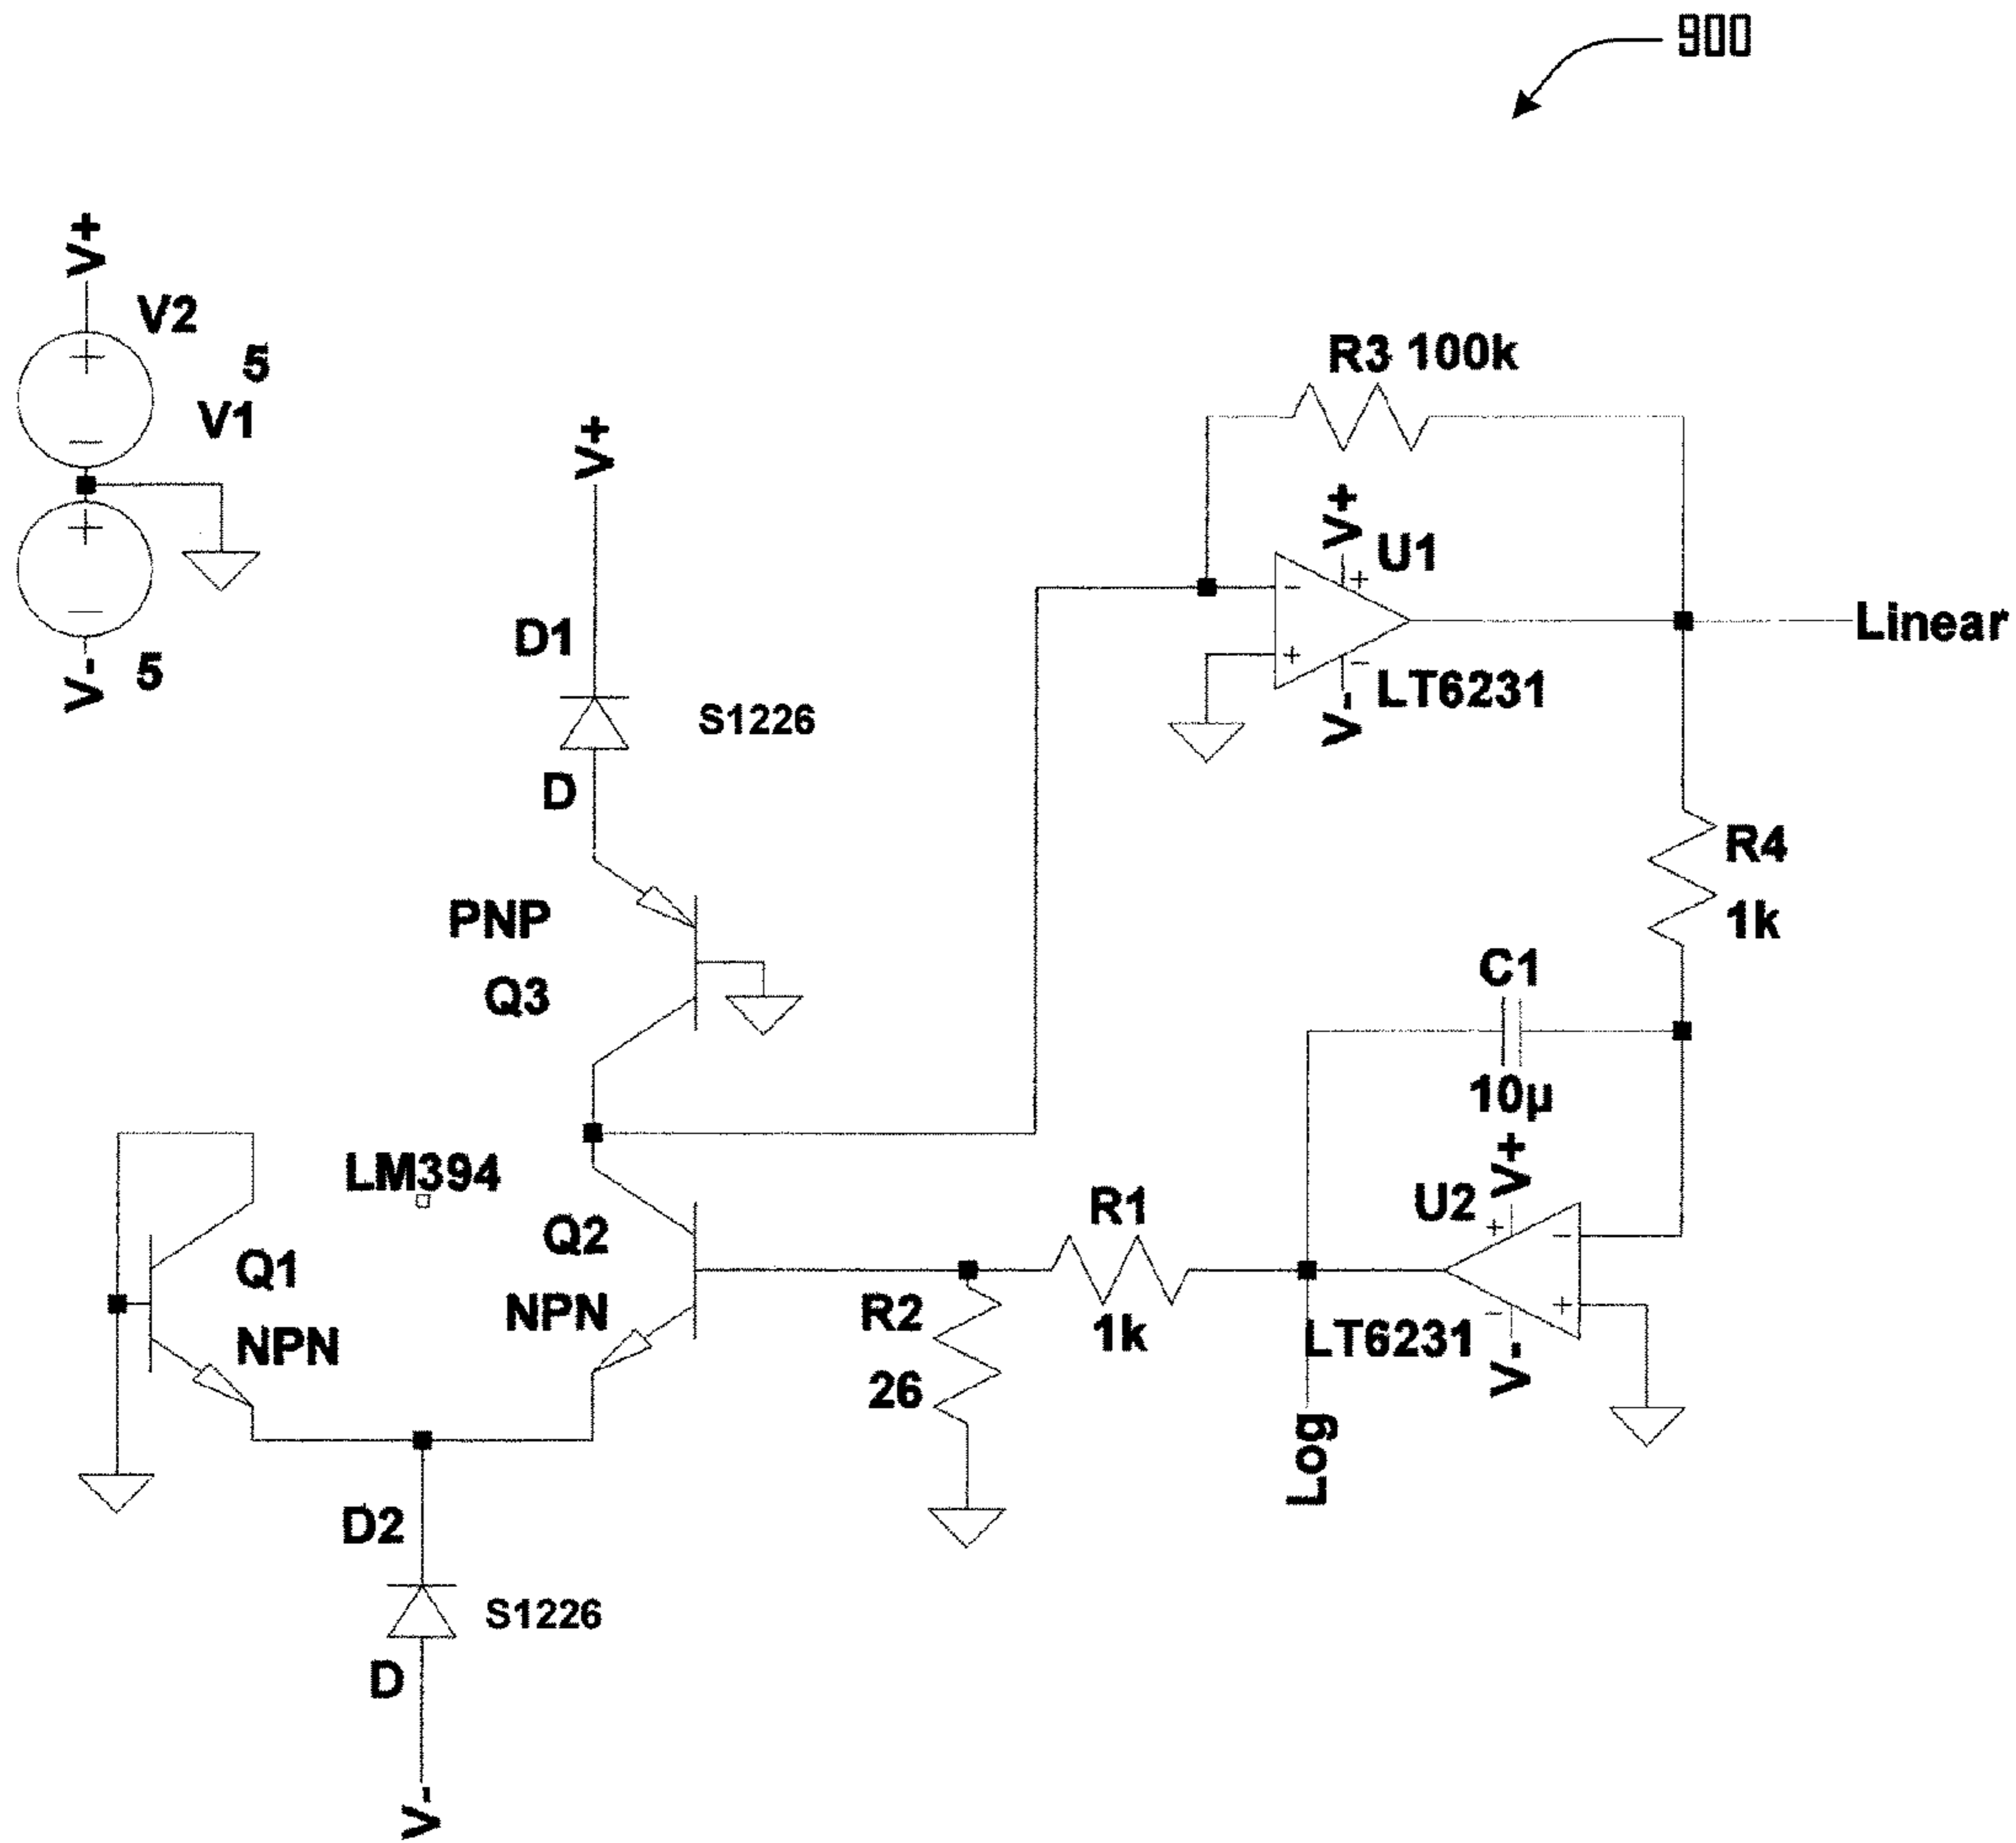 900
V+
V2
5
V1
V-
5
V+
D1
S1226
D
PNP
Q3
R3 100k
V+
U1
LT6231
V-
Linear
R4
1k
C1
10µ
V+
U2
LT6231
V-
R1
1k
R2
26
Log
LM394
Q1
NPN
Q2
NPN
D2
S1226
D
V-